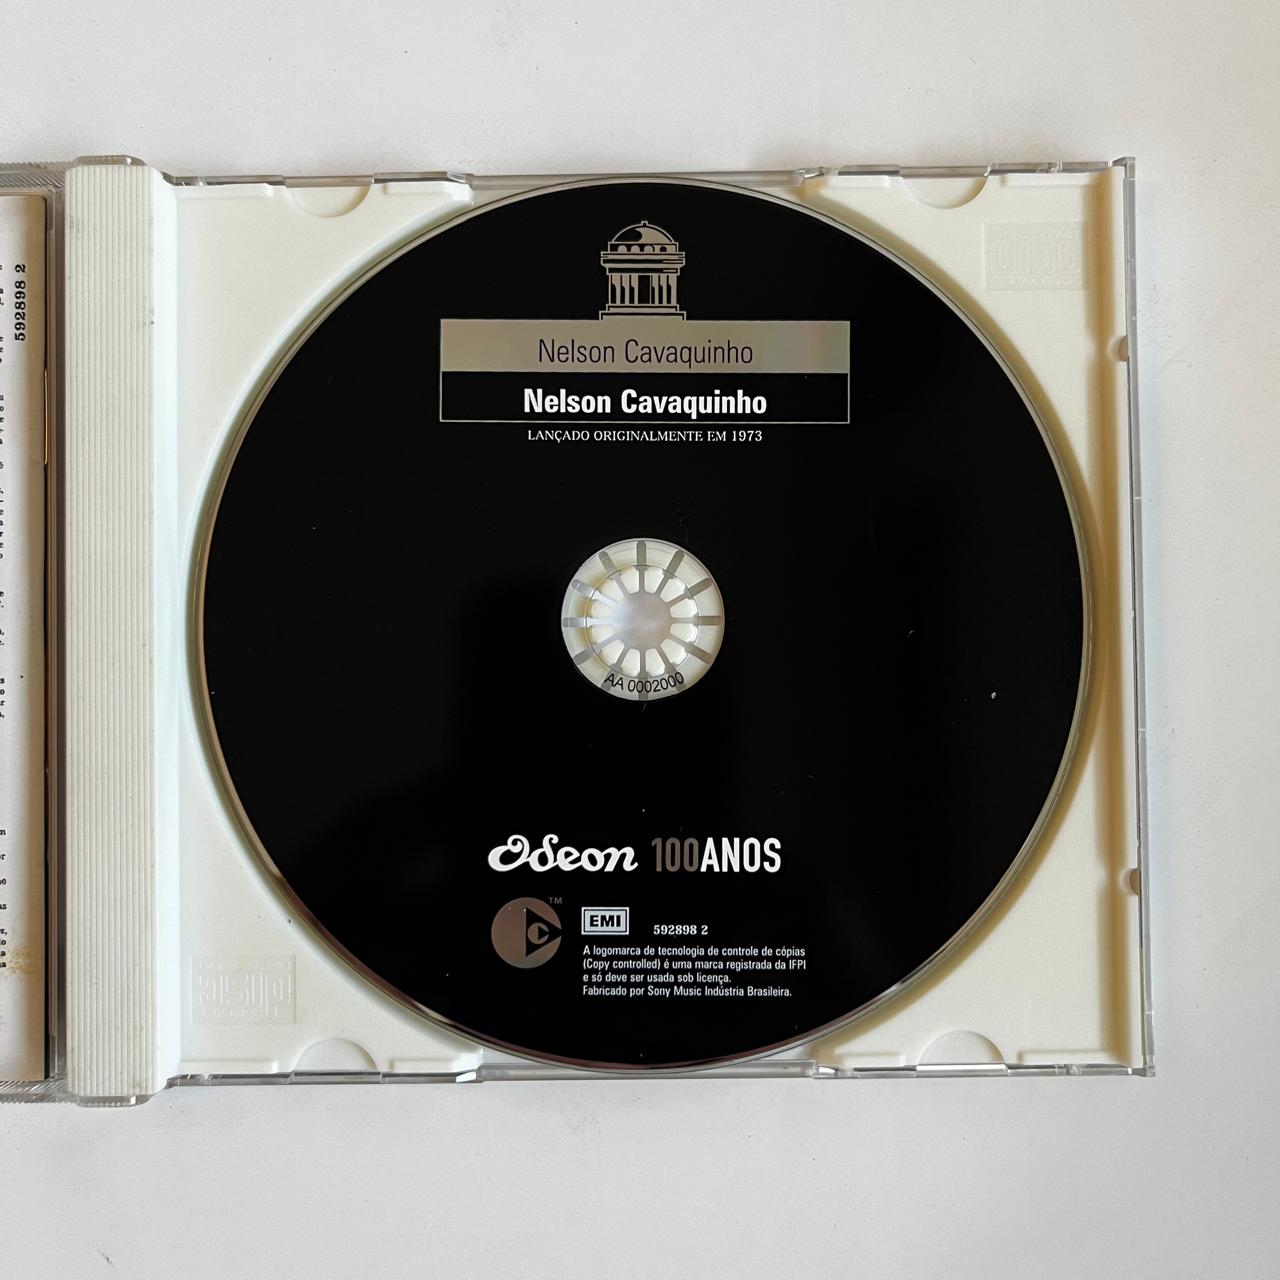 592898 2
Nelson Cavaquinho
Nelson Cavaquinho
LANÇADO ORIGINALMENTE EM 1973
AA 0002000
Odeon 100ANOS
TM
EMI
592898 2
A logomarca de tecnologia de controle de cópias
(Copy controlled) é uma marca registrada da IFPI
e só deve ser usada sob licença.
Fabricado por Sony Music Indústria Brasileira.